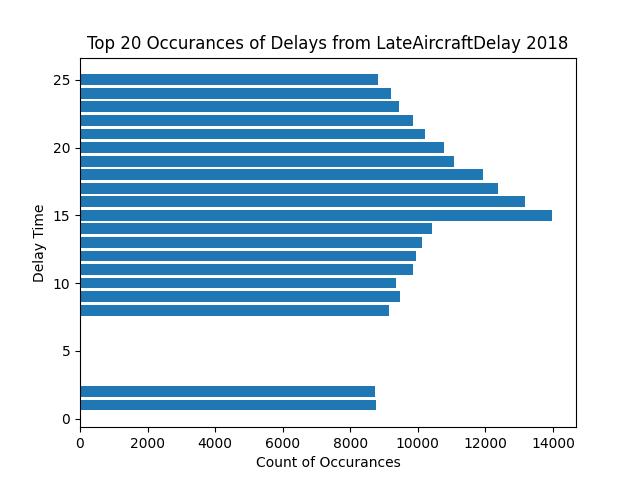 Top 20 Occurances of Delays from LateAircraftDelay 2018
25
20
15
10
5
0
Delay Time
0 2000 4000 6000 8000 10000 12000 14000
Count of Occurances